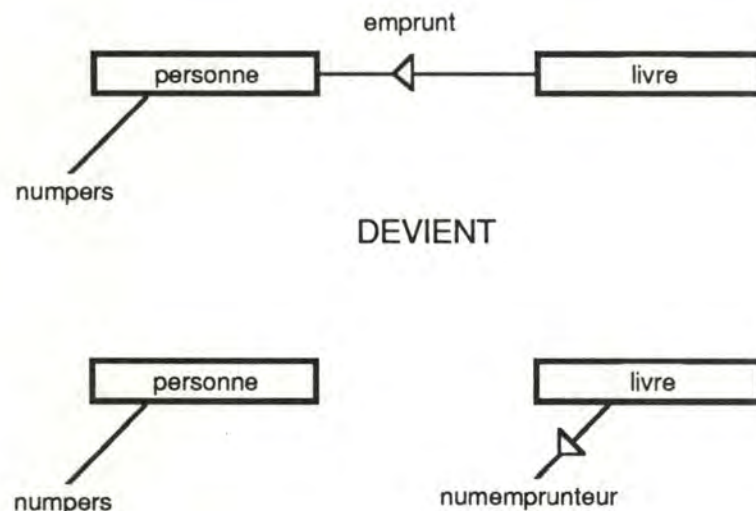 emprunt
personne livre
numpers
DEVIENT
personne livre
numpers numemprunteur